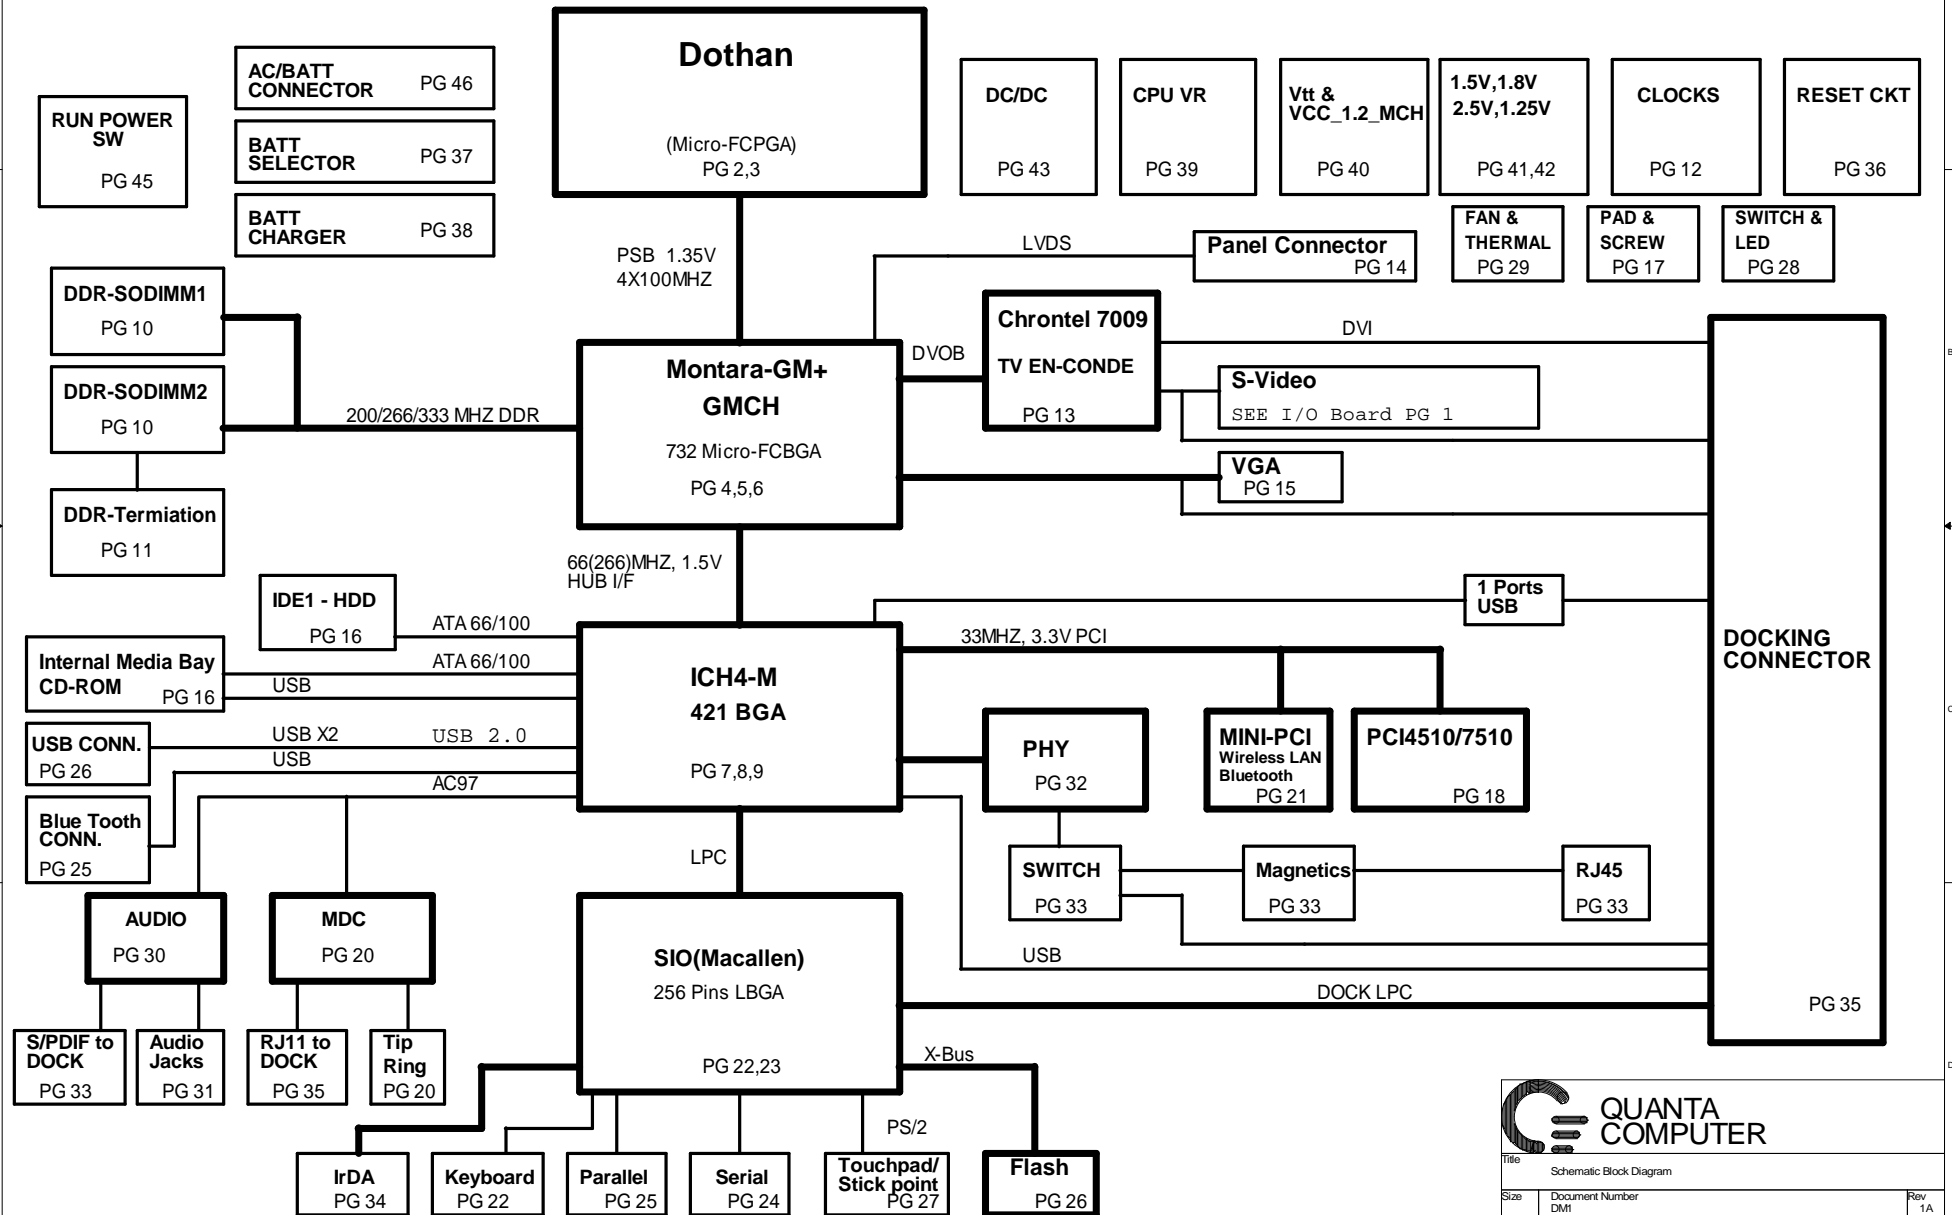 Dothan
(Micro-FCPGA)
PG 2,3
RUN POWER
SW
PG 45
AC/BATT
CONNECTOR PG 46
BATT
SELECTOR PG 37
BATT
CHARGER PG 38
DC/DC
PG 43
CPU VR
PG 39
Vtt &
VCC_1.2_MCH
PG 40
1.5V,1.8V
2.5V,1.25V
PG 41,42
CLOCKS
PG 12
RESET CKT
PG 36
FAN &
THERMAL
PG 29
PAD &
SCREW
PG 17
SWITCH &
LED
PG 28
PSB 1.35V
4X100MHZ
LVDS
Panel Connector
PG 14
DDR-SODIMM1
PG 10
DDR-SODIMM2
PG 10
DDR-Termiation
PG 11
200/266/333 MHZ DDR
Montara-GM+
GMCH
732 Micro-FCBGA
PG 4,5,6
DVOB
Chrontel 7009
TV EN-CONDE
PG 13
DVI
S-Video
SEE I/O Board PG 1
VGA
PG 15
66(266)MHZ, 1.5V
HUB I/F
IDE1 - HDD
PG 16
ATA 66/100
Internal Media Bay
CD-ROM
PG 16
ATA 66/100
USB
USB CONN.
PG 26
USB X2 USB 2.0
USB
AC97
Blue Tooth
CONN.
PG 25
ICH4-M
421 BGA
PG 7,8,9
1 Ports
USB
33MHZ, 3.3V PCI
DOCKING
CONNECTOR
PG 35
PHY
PG 32
MINI-PCI
Wireless LAN
Bluetooth
PG 21
PCI4510/7510
PG 18
LPC
SWITCH
PG 33
Magnetics
PG 33
RJ45
PG 33
AUDIO
PG 30
MDC
PG 20
SIO(Macallen)
256 Pins LBGA
PG 22,23
USB
DOCK LPC
S/PDIF to
DOCK
PG 33
Audio
Jacks
PG 31
RJ11 to
DOCK
PG 35
Tip
Ring
PG 20
X-Bus
PS/2
IrDA
PG 34
Keyboard
PG 22
Parallel
PG 25
Serial
PG 24
Touchpad/
Stick point
PG 27
Flash
PG 26
QUANTA
COMPUTER
Title
Schematic Block Diagram
Size Document Number Rev
DM1 1A
B
C
D